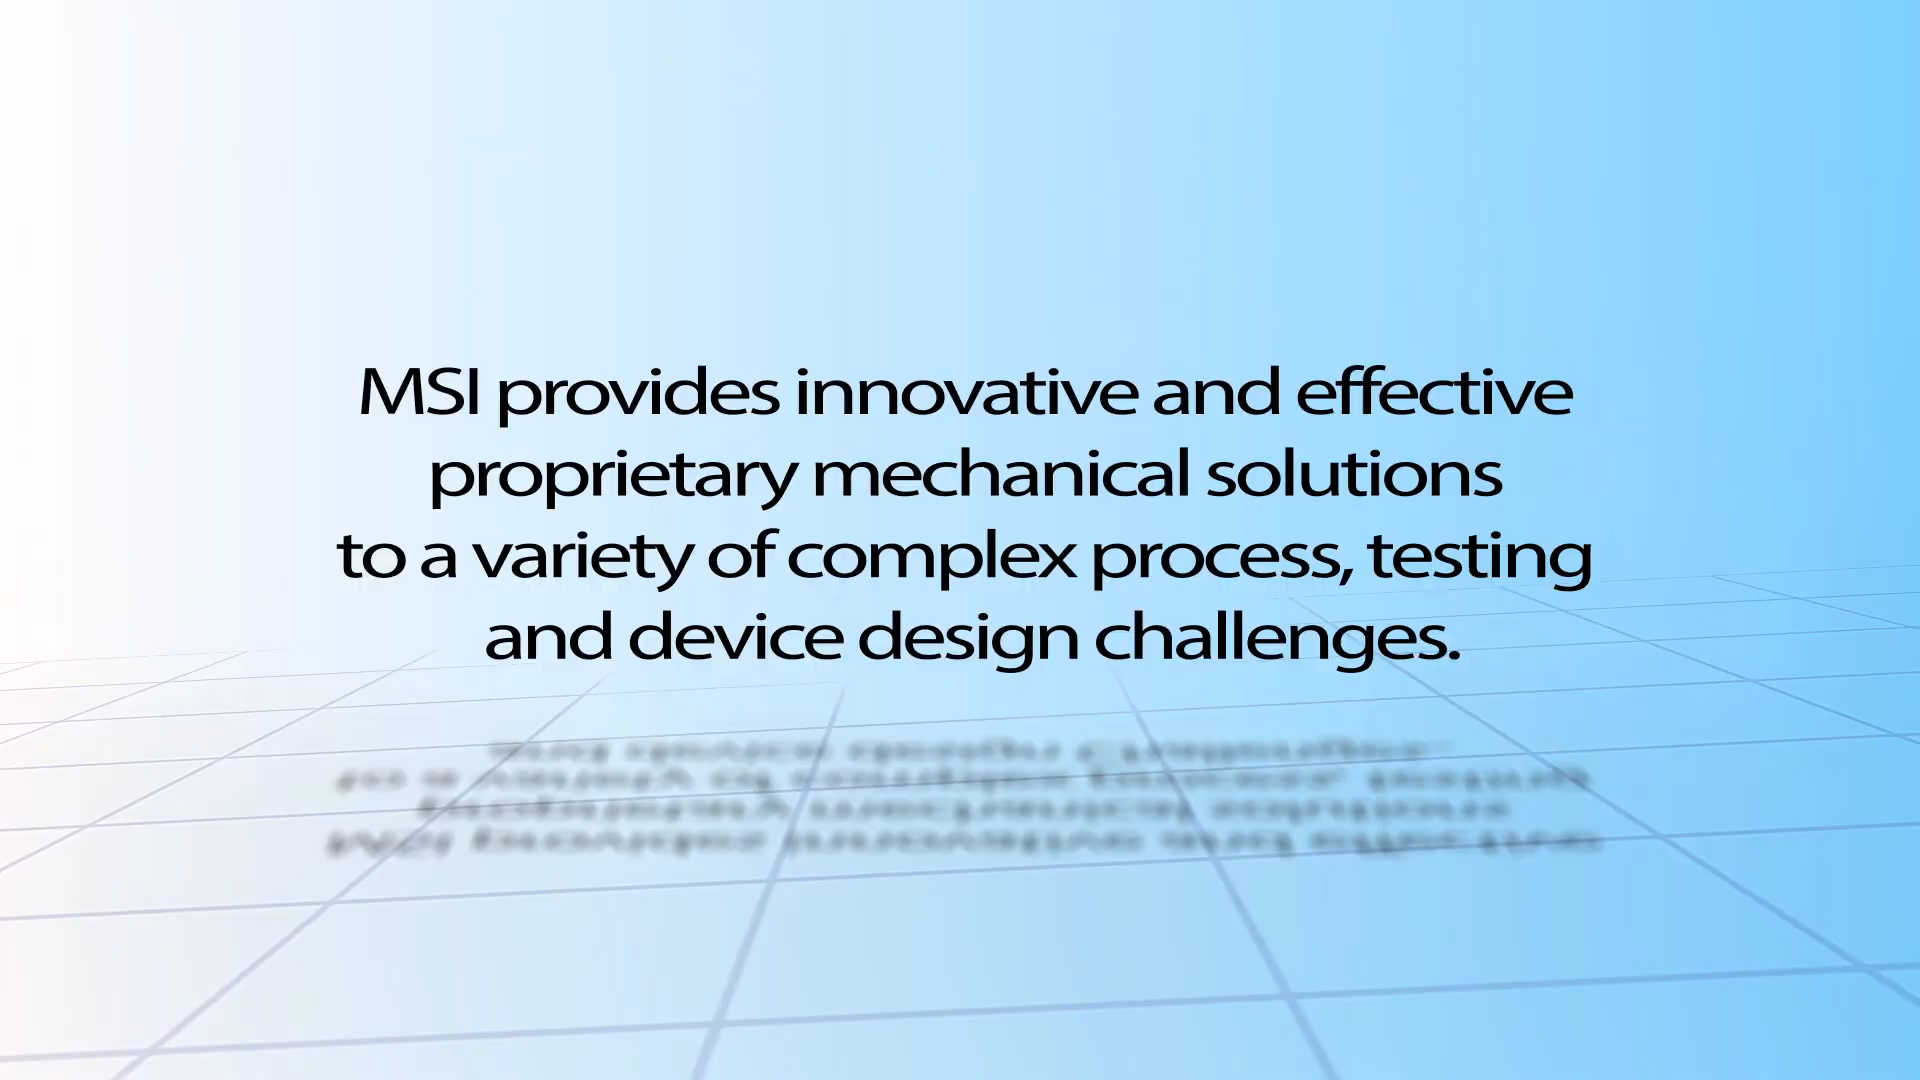 MSI provides innovative and effective
proprietary mechanical solutions
to a variety of complex process, testing
and device design challenges.